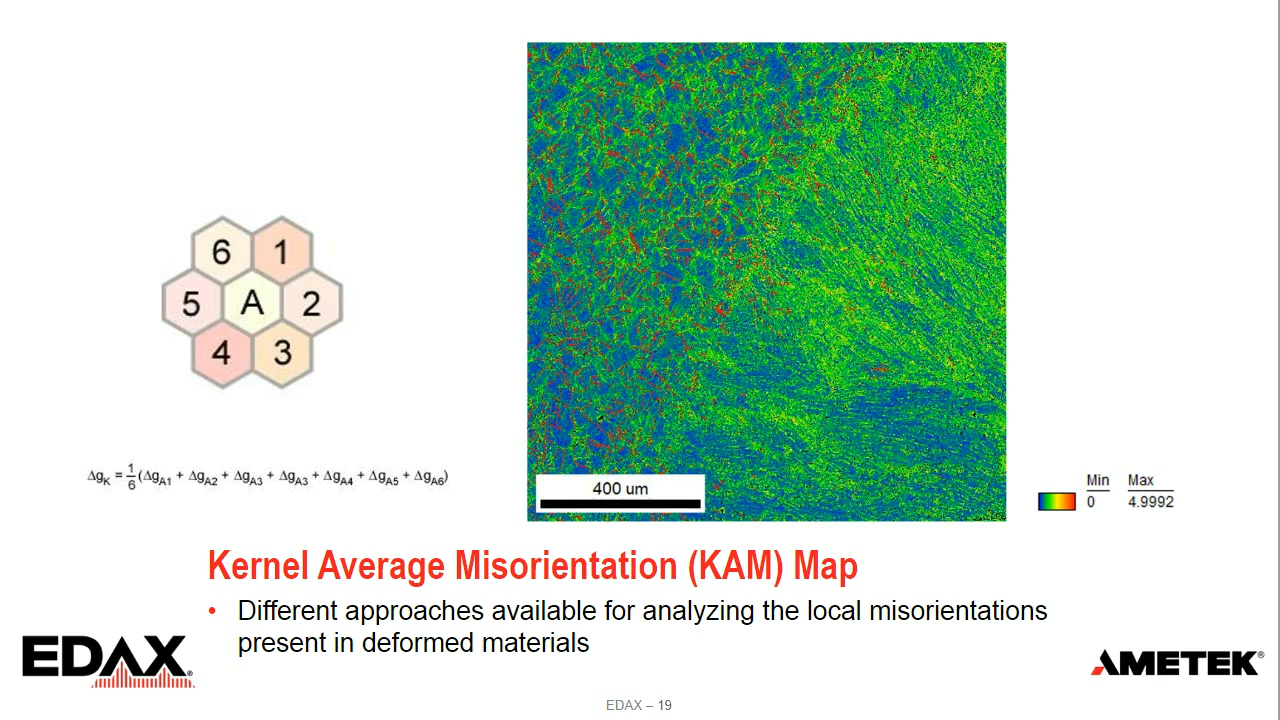 6 1
5 A 2
4 3
Δg_K = 1/6 (Δg_A1 + Δg_A2 + Δg_A3 + Δg_A3 + Δg_A4 + Δg_A5 + Δg_A6)
400 um
Min Max
0 4.9992
Kernel Average Misorientation (KAM) Map
• Different approaches available for analyzing the local misorientations
present in deformed materials
EDAX®
AMETEK®
EDAX – 19